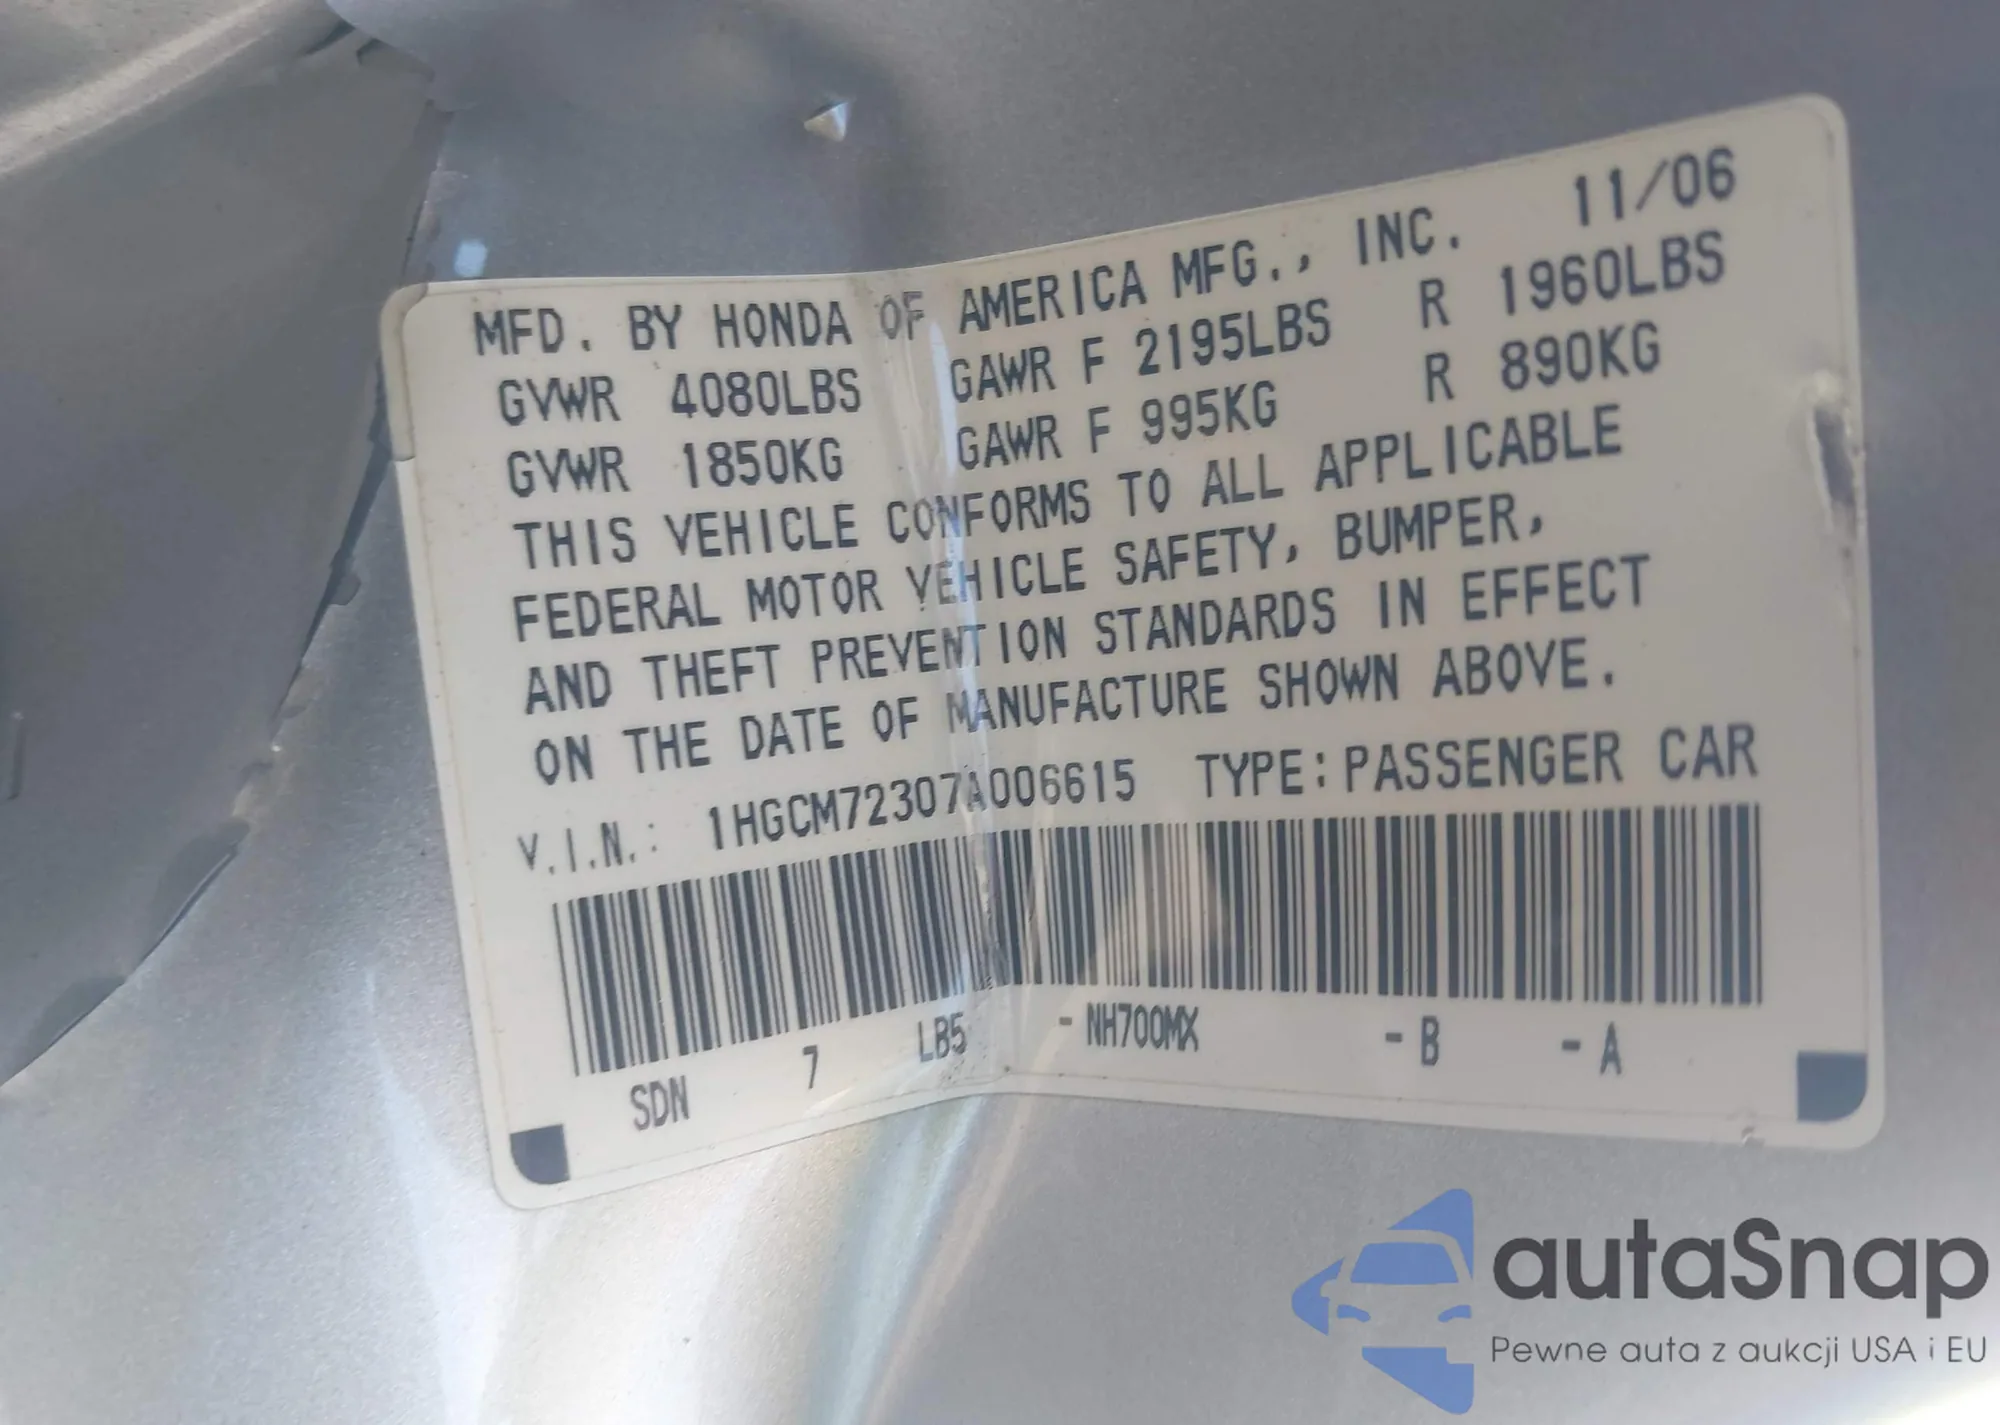 MFD. BY HONDA OF AMERICA MFG., INC. 11/06
GVWR 4080LBS GAWR F 2195LBS R 1960LBS
GVWR 1850KG GAWR F 995KG R 890KG
THIS VEHICLE CONFORMS TO ALL APPLICABLE
FEDERAL MOTOR VEHICLE SAFETY, BUMPER,
AND THEFT PREVENTION STANDARDS IN EFFECT
ON THE DATE OF MANUFACTURE SHOWN ABOVE.
V.I.N.: 1HGCM72307A006615 TYPE:PASSENGER CAR
SDN 7 LB5 -NH700MX -B -A
autaSnap
Pewne auta z aukcji USA i EU